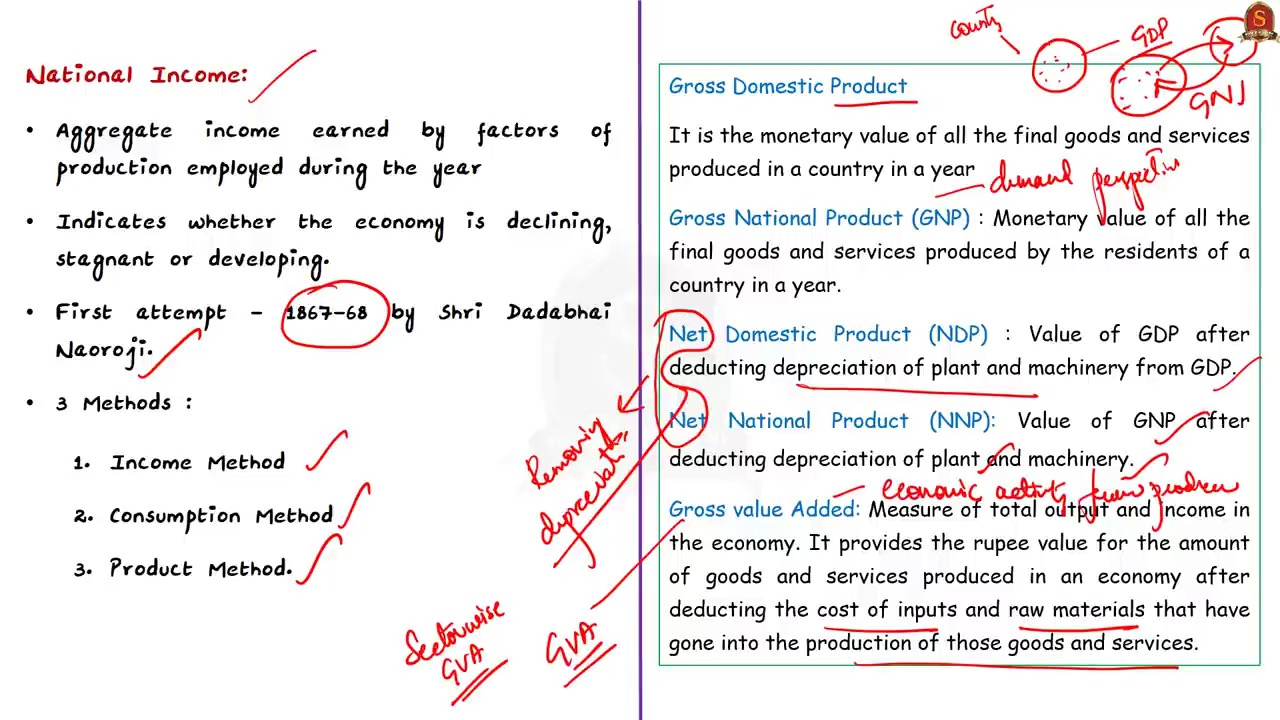 National Income:
• Aggregate income earned by factors of
production employed during the year
• Indicates whether the economy is declining,
stagnant or developing.
• First attempt - 1867-68 by Shri Dadabhai
Naoroji.
• 3 Methods :
1. Income Method
2. Consumption Method
3. Product Method.
Removing
depreciation
Sectorwise
GVA
GVA
country
GDP
GNI
S
Gross Domestic Product
It is the monetary value of all the final goods and services
produced in a country in a year
demand perspective
Gross National Product (GNP) : Monetary value of all the
final goods and services produced by the residents of a
country in a year.
Net Domestic Product (NDP) : Value of GDP after
deducting depreciation of plant and machinery from GDP.
Net National Product (NNP): Value of GNP after
deducting depreciation of plant and machinery.
economic activity from producer
Gross value Added: Measure of total output and income in
the economy. It provides the rupee value for the amount
of goods and services produced in an economy after
deducting the cost of inputs and raw materials that have
gone into the production of those goods and services.